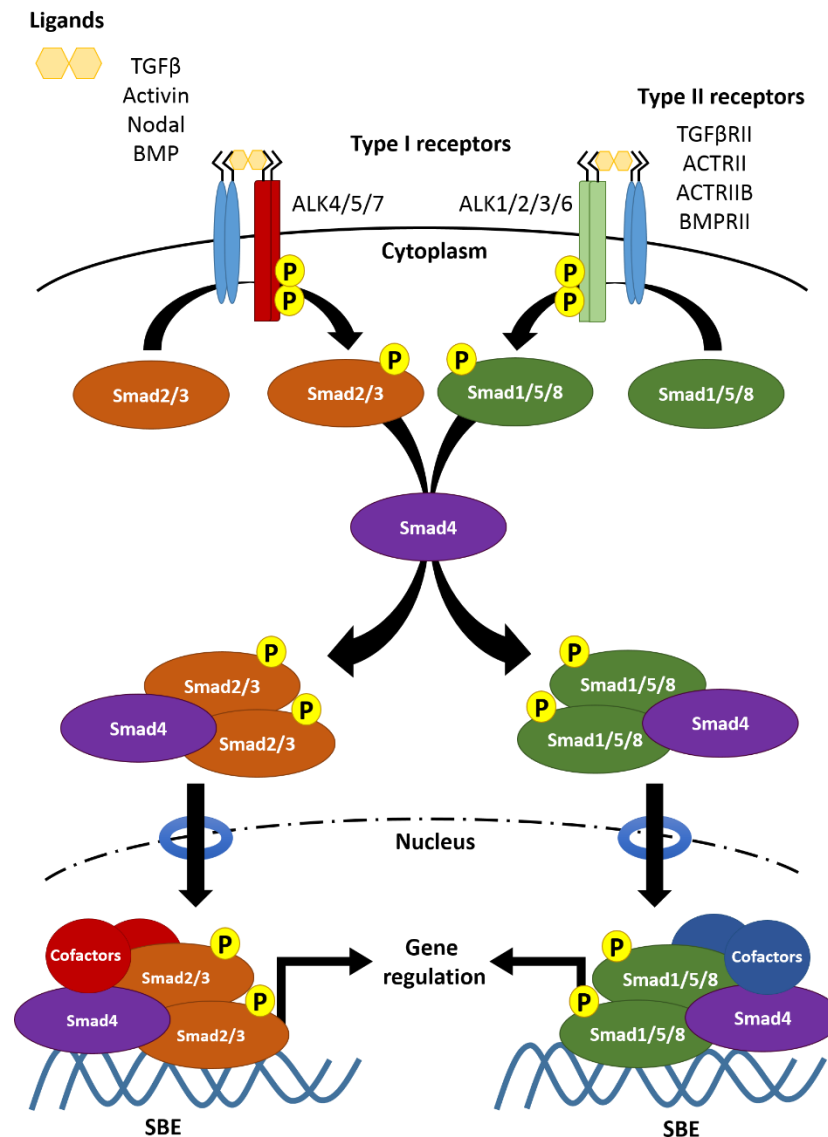 Ligands
TGFβ
Activin
Nodal
BMP
Type I receptors
Type II receptors
TGFβRII
ACTRII
ACTRIIB
BMPRII
ALK4/5/7
ALK1/2/3/6
Cytoplasm
P
P
P
P
P
P
Smad2/3
Smad2/3
Smad1/5/8
Smad1/5/8
Smad4
P
Smad2/3
P
Smad4
Smad2/3
P
Smad1/5/8
P
Smad1/5/8
Smad4
Nucleus
Cofactors
P
Smad2/3
P
Smad4
Smad2/3
Gene
regulation
P
Smad1/5/8
Cofactors
P
Smad1/5/8
Smad4
SBE
SBE